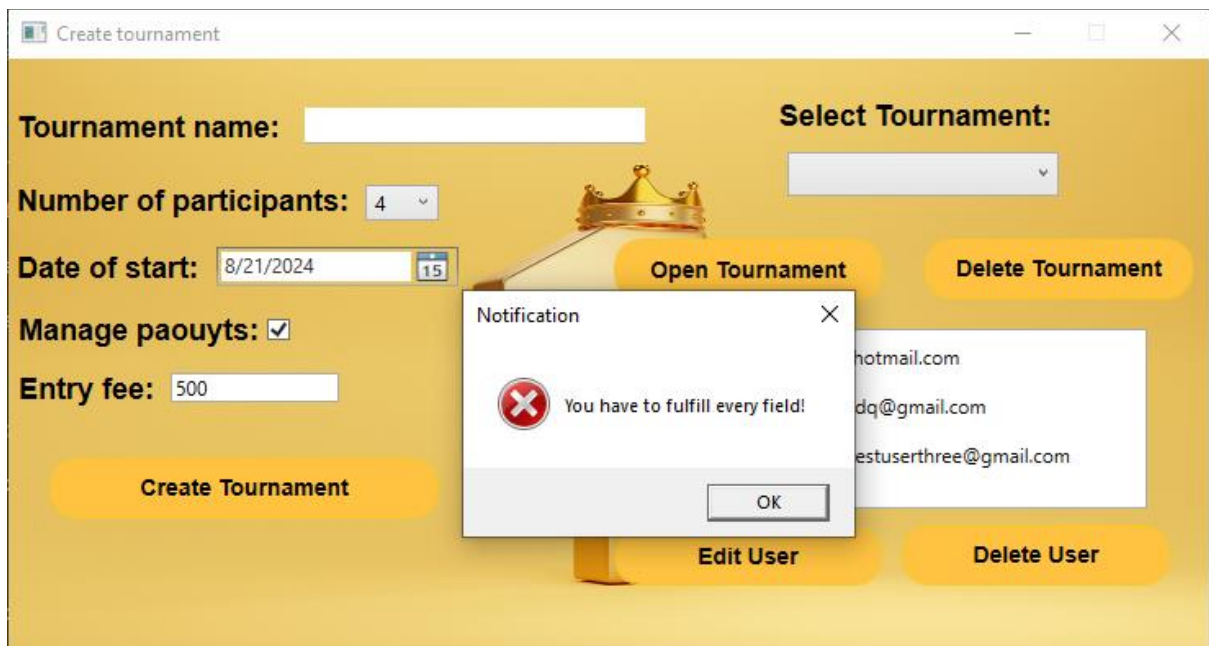 Create tournament
Tournament name:
Select Tournament:
Number of participants: 4
Date of start: 8/21/2024 15
Open Tournament
Delete Tournament
Manage paouyts:
Entry fee: 500
Notification
You have to fulfill every field!
OK
hotmail.com
dq@gmail.com
estuserthree@gmail.com
Create Tournament
Edit User
Delete User